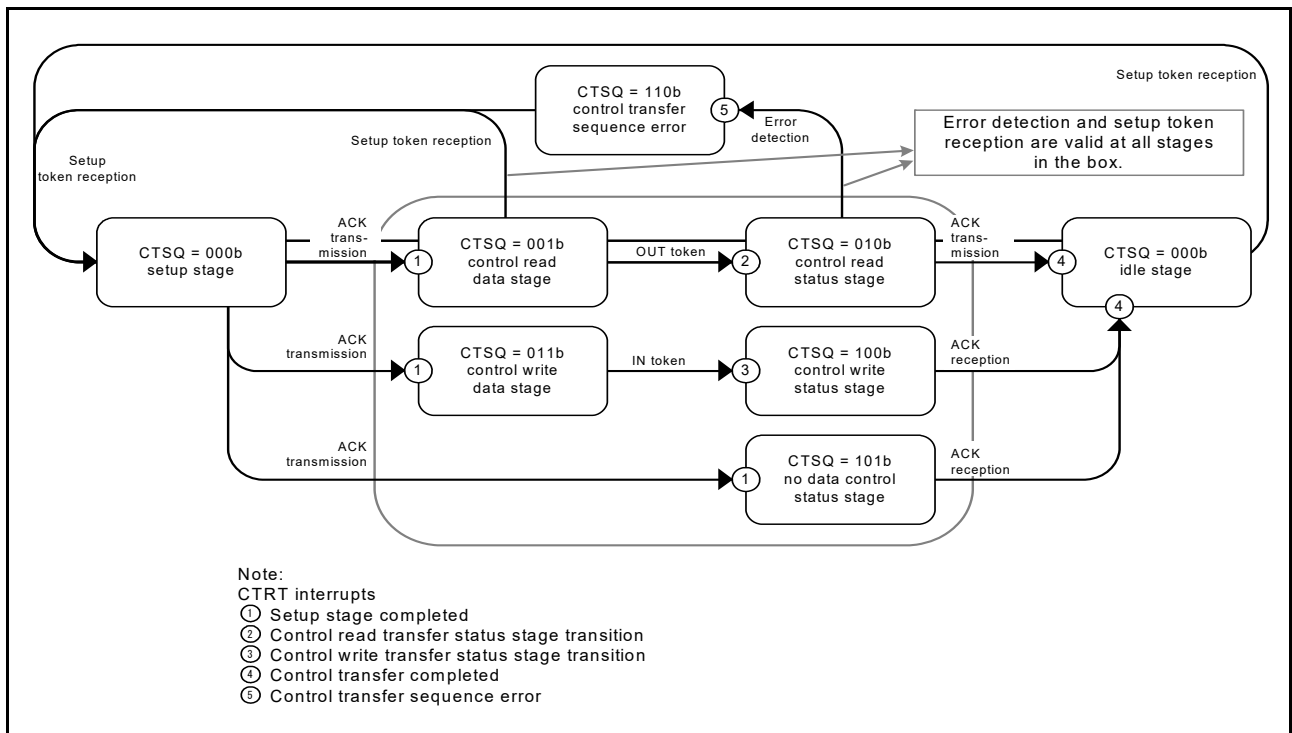 Setup token reception
CTSQ = 110b
control transfer
sequence error
5
Error
detection
Error detection and setup token
reception are valid at all stages
in the box.
Setup token reception
Setup
token reception
CTSQ = 000b
setup stage
ACK
trans-
mission
1
CTSQ = 001b
control read
data stage
OUT token
2
CTSQ = 010b
control read
status stage
ACK
trans-
mission
4
CTSQ = 000b
idle stage
4
ACK
transmission
1
CTSQ = 011b
control write
data stage
IN token
3
CTSQ = 100b
control write
status stage
ACK
reception
ACK
transmission
1
CTSQ = 101b
no data control
status stage
ACK
reception
Note:
CTRT interrupts
1 Setup stage completed
2 Control read transfer status stage transition
3 Control write transfer status stage transition
4 Control transfer completed
5 Control transfer sequence error